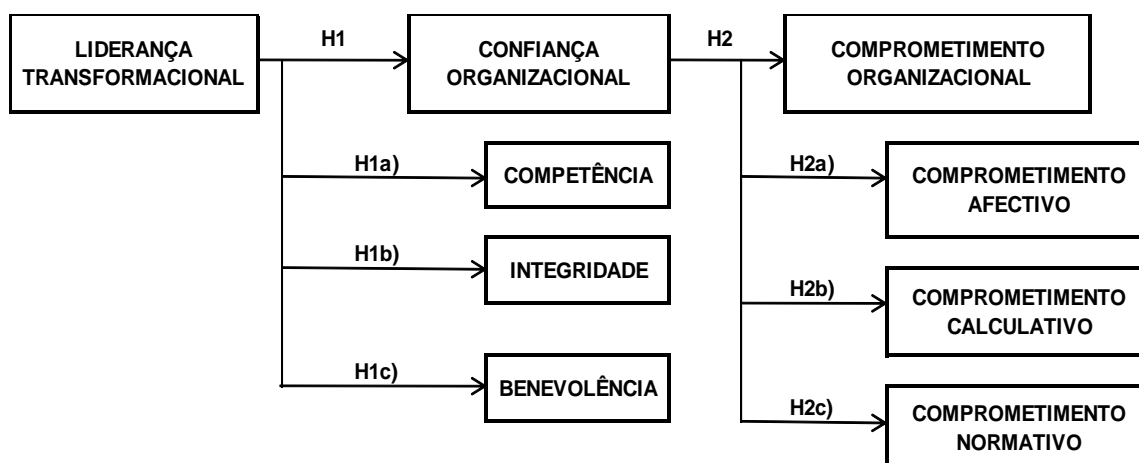 LIDERANÇA
TRANSFORMACIONAL
H1
CONFIANÇA
ORGANIZACIONAL
H2
COMPROMETIMENTO
ORGANIZACIONAL
H1a)
COMPETÊNCIA
H2a)
COMPROMETIMENTO
AFECTIVO
H1b)
INTEGRIDADE
H2b)
COMPROMETIMENTO
CALCULATIVO
H1c)
BENEVOLÊNCIA
H2c)
COMPROMETIMENTO
NORMATIVO